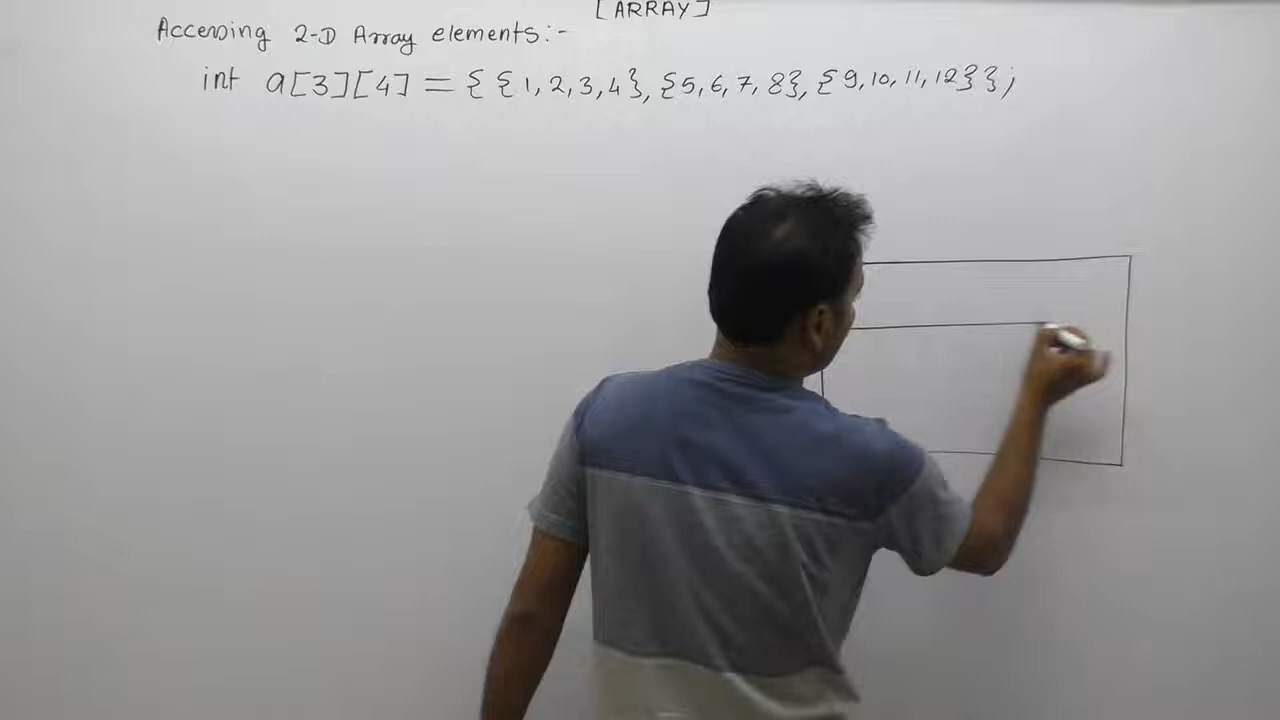 [ARRAY]
Accessing 2-D Array elements:-
int a[3][4] = {{1,2,3,4},{5,6,7,8},{9,10,11,12}};